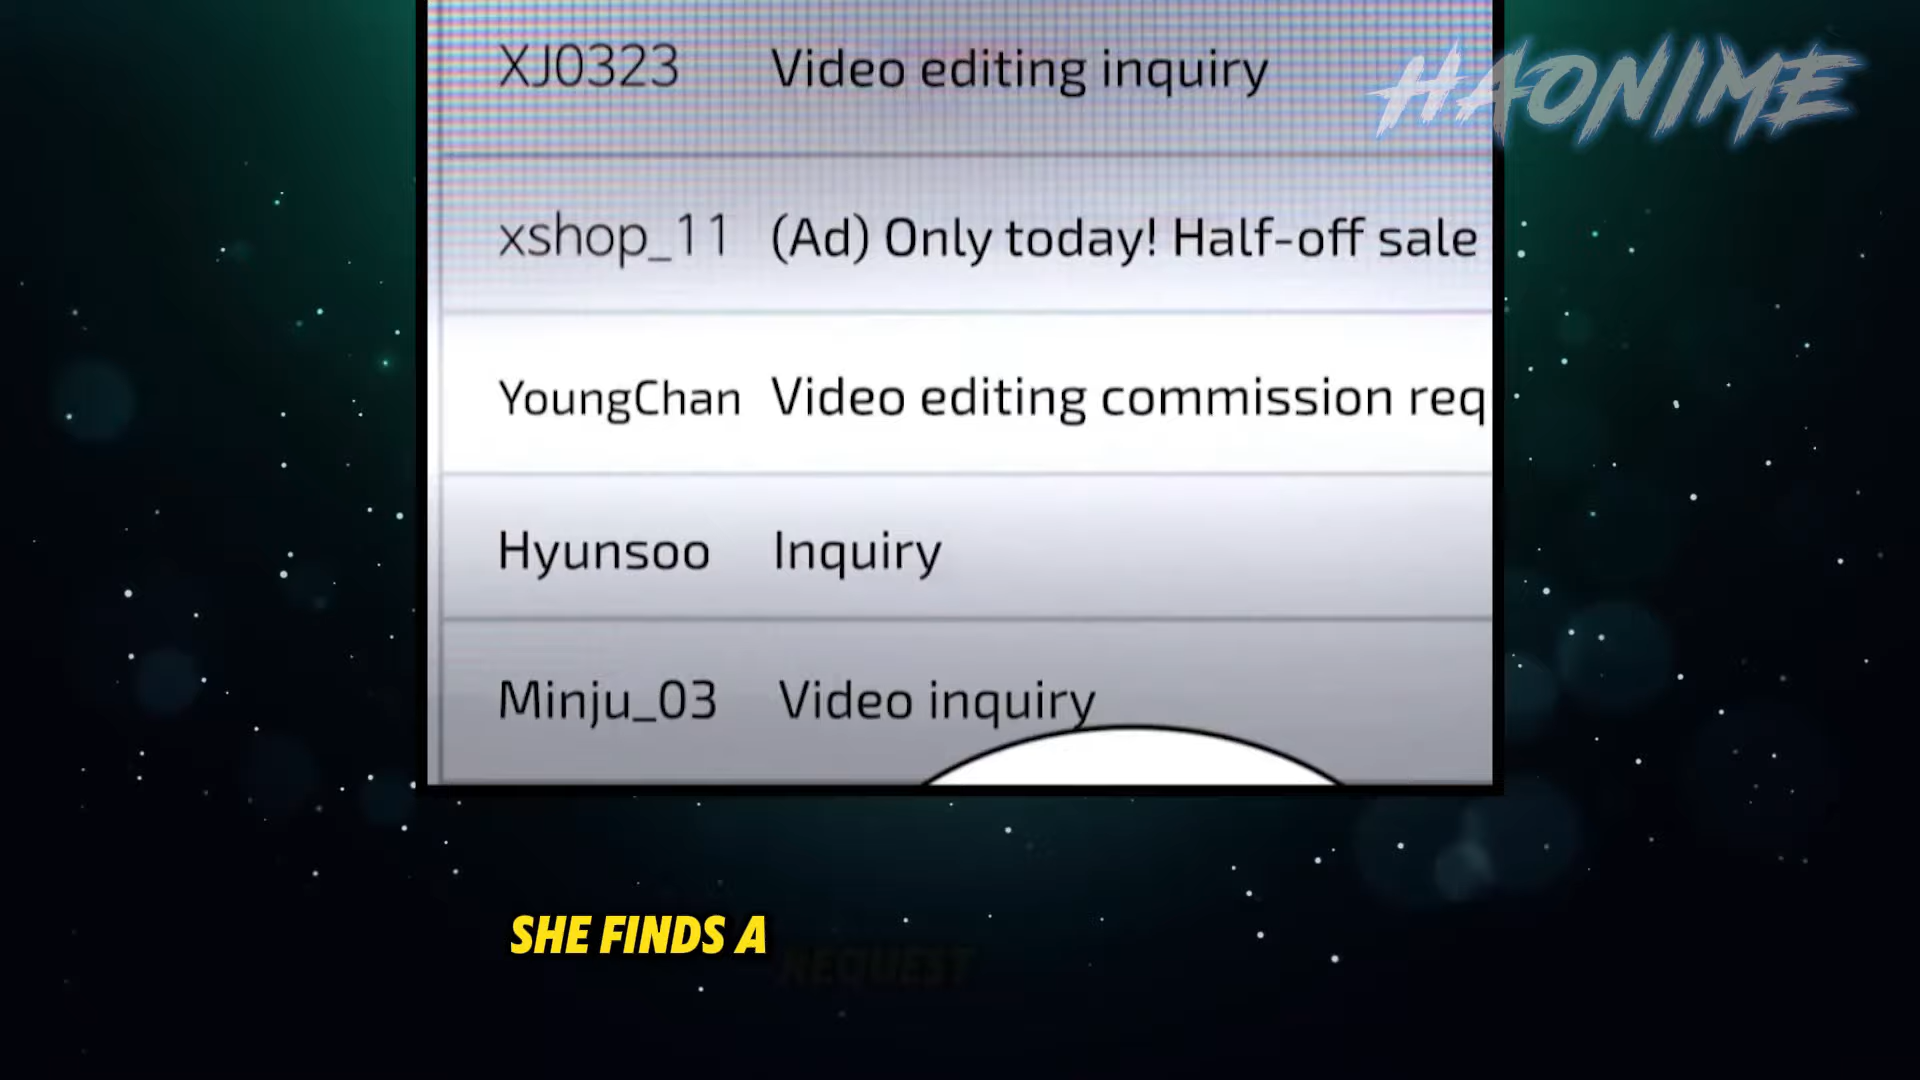 XJ0323 Video editing inquiry
HAONIME
xshop_11 (Ad) Only today! Half-off sale
YoungChan Video editing commission req
Hyunsoo Inquiry
Minju_03 Video inquiry
SHE FINDS A
REQUEST